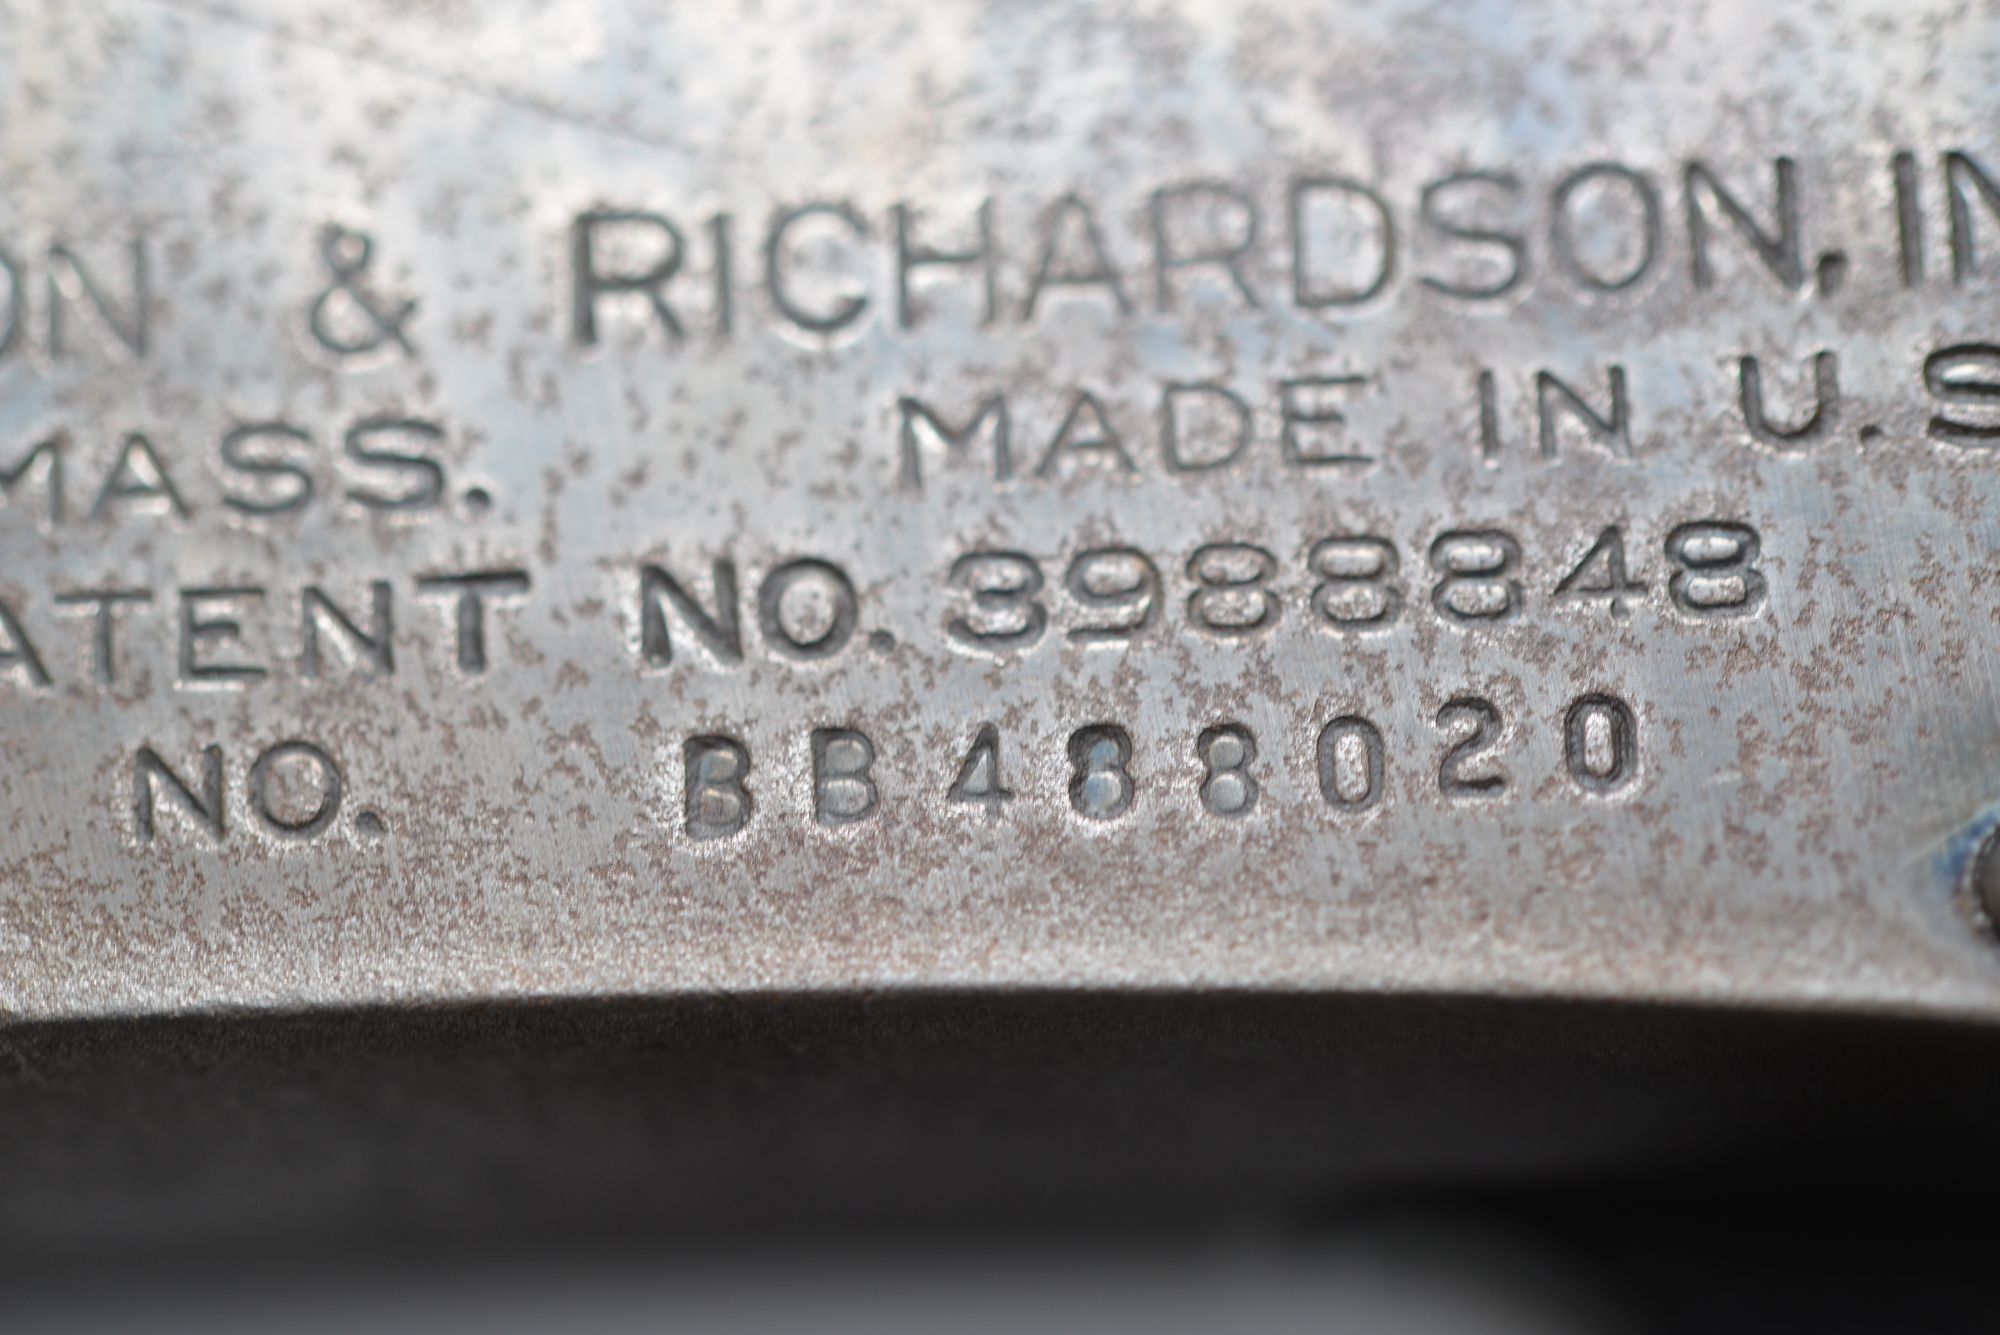 ON & RICHARDSON, IN
MASS. MADE IN U.S
ATENT NO. 3988848
NO. BB488020